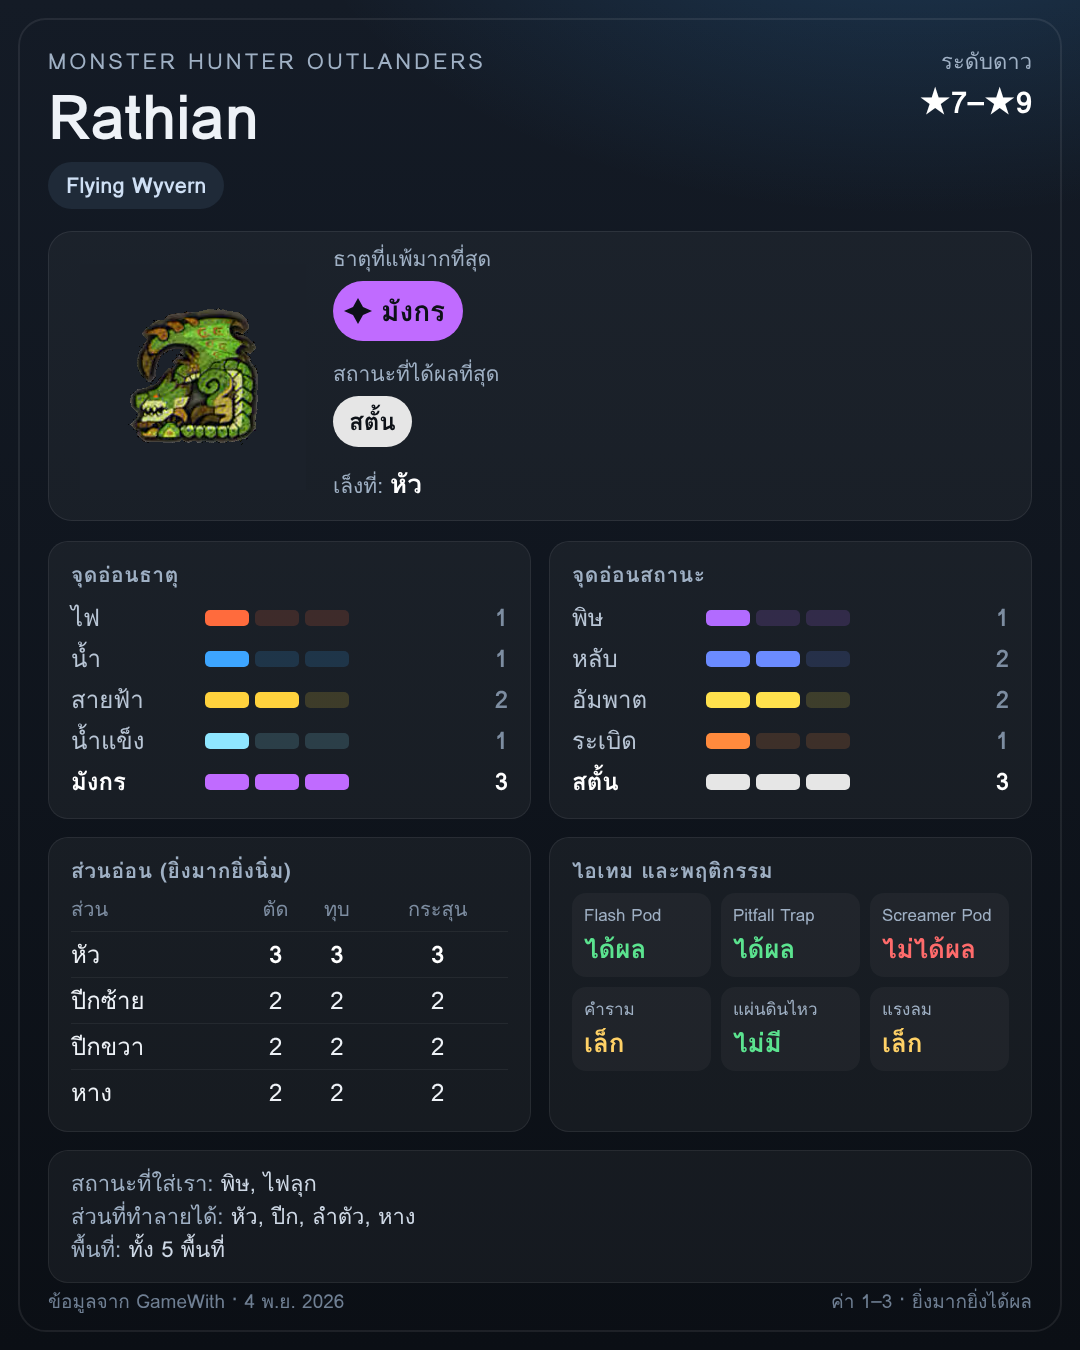 MONSTER HUNTER OUTLANDERS
ระดับดาว
Rathian
★7–★9
Flying Wyvern
ธาตุที่แพ้มากที่สุด
มังกร
สถานะที่ได้ผลที่สุด
สตั้น
เล็งที่: หัว
จุดอ่อนธาตุ
ไฟ 1
น้ำ 1
สายฟ้า 2
น้ำแข็ง 1
มังกร 3
จุดอ่อนสถานะ
พิษ 1
หลับ 2
อัมพาต 2
ระเบิด 1
สตั้น 3
ส่วนอ่อน (ยิ่งมากยิ่งนิ่ม)
ส่วน ตัด ทุบ กระสุน
หัว 3 3 3
ปีกซ้าย 2 2 2
ปีกขวา 2 2 2
หาง 2 2 2
ไอเทม และพฤติกรรม
Flash Pod Pitfall Trap Screamer Pod
ได้ผล ได้ผล ไม่ได้ผล
คำราม แผ่นดินไหว แรงลม
เล็ก ไม่มี เล็ก
สถานะที่ใส่เรา: พิษ, ไฟลุก
ส่วนที่ทำลายได้: หัว, ปีก, ลำตัว, หาง
พื้นที่: ทั้ง 5 พื้นที่
ข้อมูลจาก GameWith · 4 พ.ย. 2026
ค่า 1–3 · ยิ่งมากยิ่งได้ผล